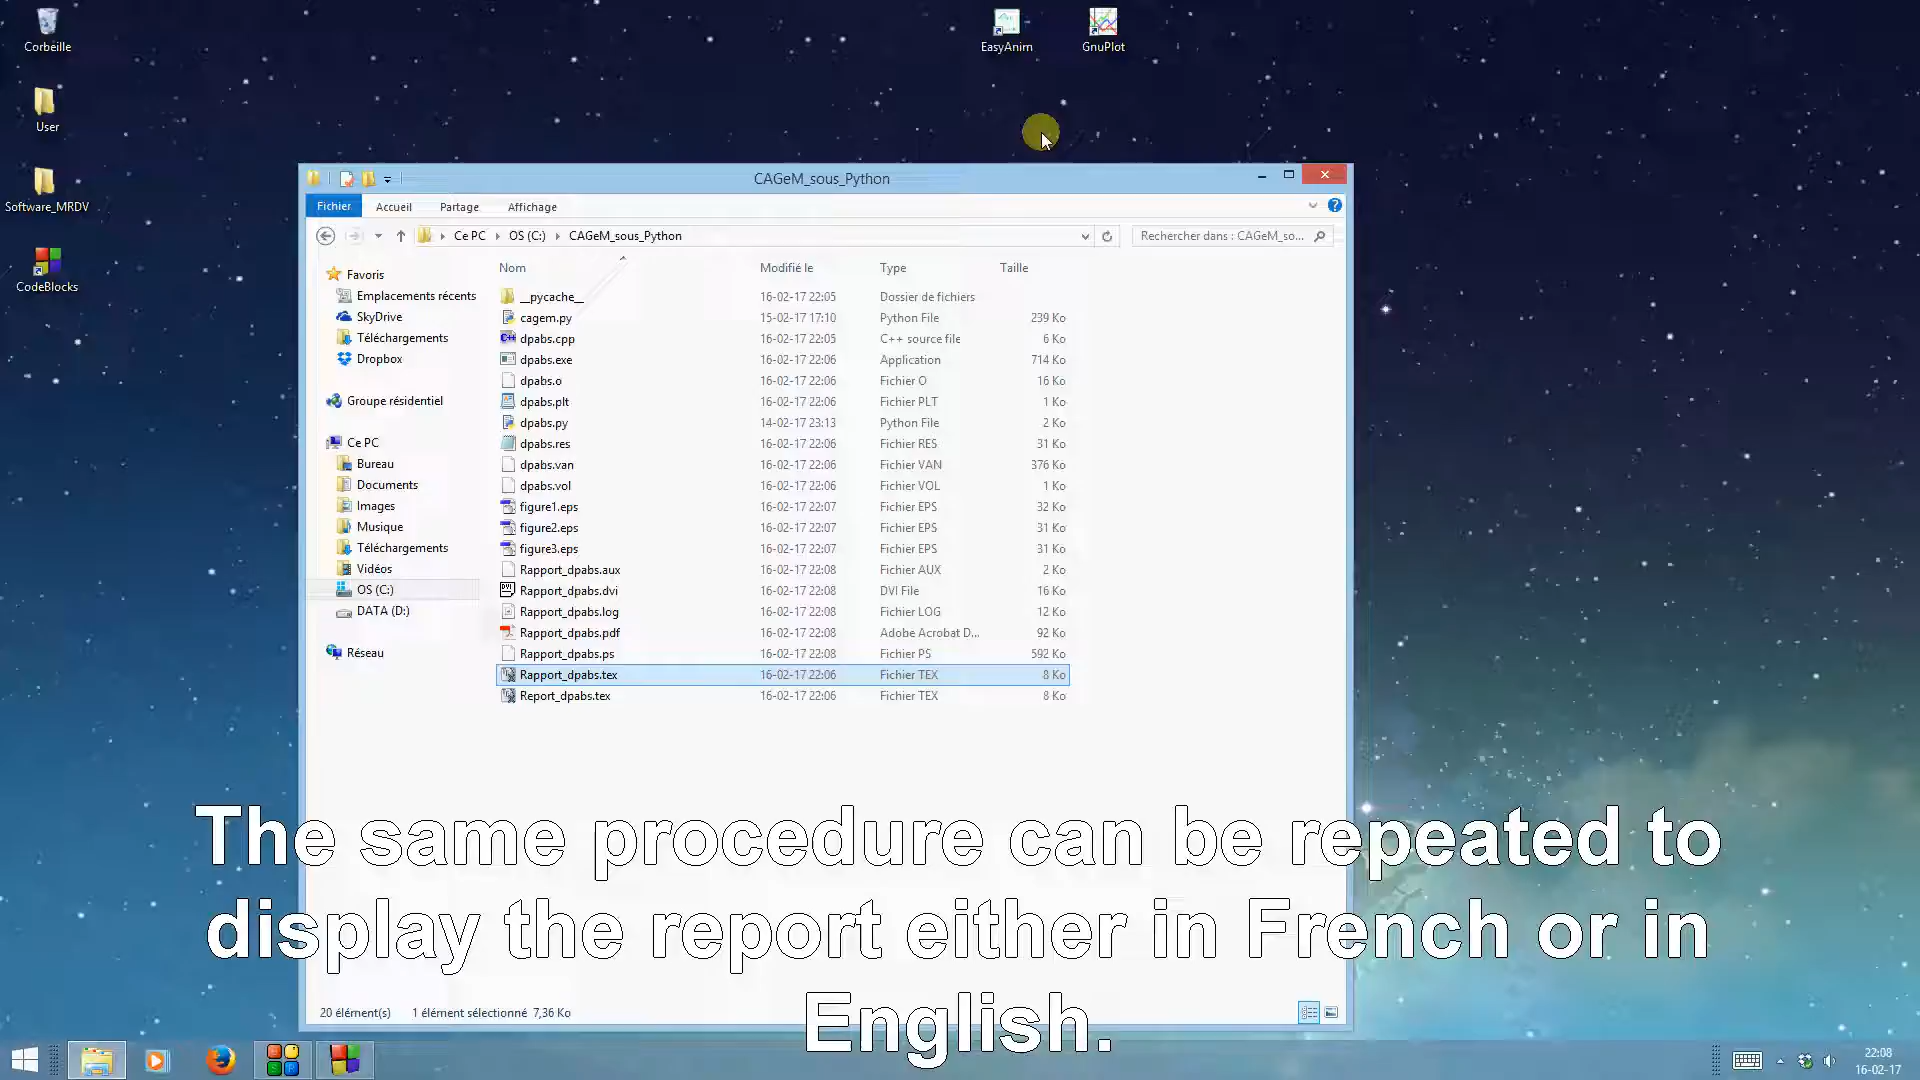 Corbeille
EasyAnim
GnuPlot
User
Software_MRDV
CodeBlocks
CAGeM_sous_Python
Fichier Accueil Partage Affichage
Ce PC OS (C:) CAGeM_sous_Python
Rechercher dans : CAGeM_so...
Favoris
Emplacements récents
SkyDrive
Téléchargements
Dropbox
Groupe résidentiel
Ce PC
Bureau
Documents
Images
Musique
Téléchargements
Vidéos
OS (C:)
DATA (D:)
Réseau
Nom Modifié le Type Taille
__pycache__ 16-02-17 22:05 Dossier de fichiers
cagem.py 15-02-17 17:10 Python File 239 Ko
dpabs.cpp 16-02-17 22:05 C++ source file 6 Ko
dpabs.exe 16-02-17 22:06 Application 714 Ko
dpabs.o 16-02-17 22:06 Fichier O 16 Ko
dpabs.plt 16-02-17 22:06 Fichier PLT 1 Ko
dpabs.py 14-02-17 23:13 Python File 2 Ko
dpabs.res 16-02-17 22:06 Fichier RES 31 Ko
dpabs.van 16-02-17 22:06 Fichier VAN 376 Ko
dpabs.vol 16-02-17 22:06 Fichier VOL 1 Ko
figure1.eps 16-02-17 22:07 Fichier EPS 32 Ko
figure2.eps 16-02-17 22:07 Fichier EPS 31 Ko
figure3.eps 16-02-17 22:07 Fichier EPS 31 Ko
Rapport_dpabs.aux 16-02-17 22:08 Fichier AUX 2 Ko
Rapport_dpabs.dvi 16-02-17 22:08 DVI File 16 Ko
Rapport_dpabs.log 16-02-17 22:08 Fichier LOG 12 Ko
Rapport_dpabs.pdf 16-02-17 22:08 Adobe Acrobat D... 92 Ko
Rapport_dpabs.ps 16-02-17 22:08 Fichier PS 592 Ko
Rapport_dpabs.tex 16-02-17 22:06 Fichier TEX 8 Ko
Report_dpabs.tex 16-02-17 22:06 Fichier TEX 8 Ko
The same procedure can be repeated to
display the report either in French or in
English.
20 élément(s) 1 élément sélectionné 7,36 Ko
22:08
16-02-17